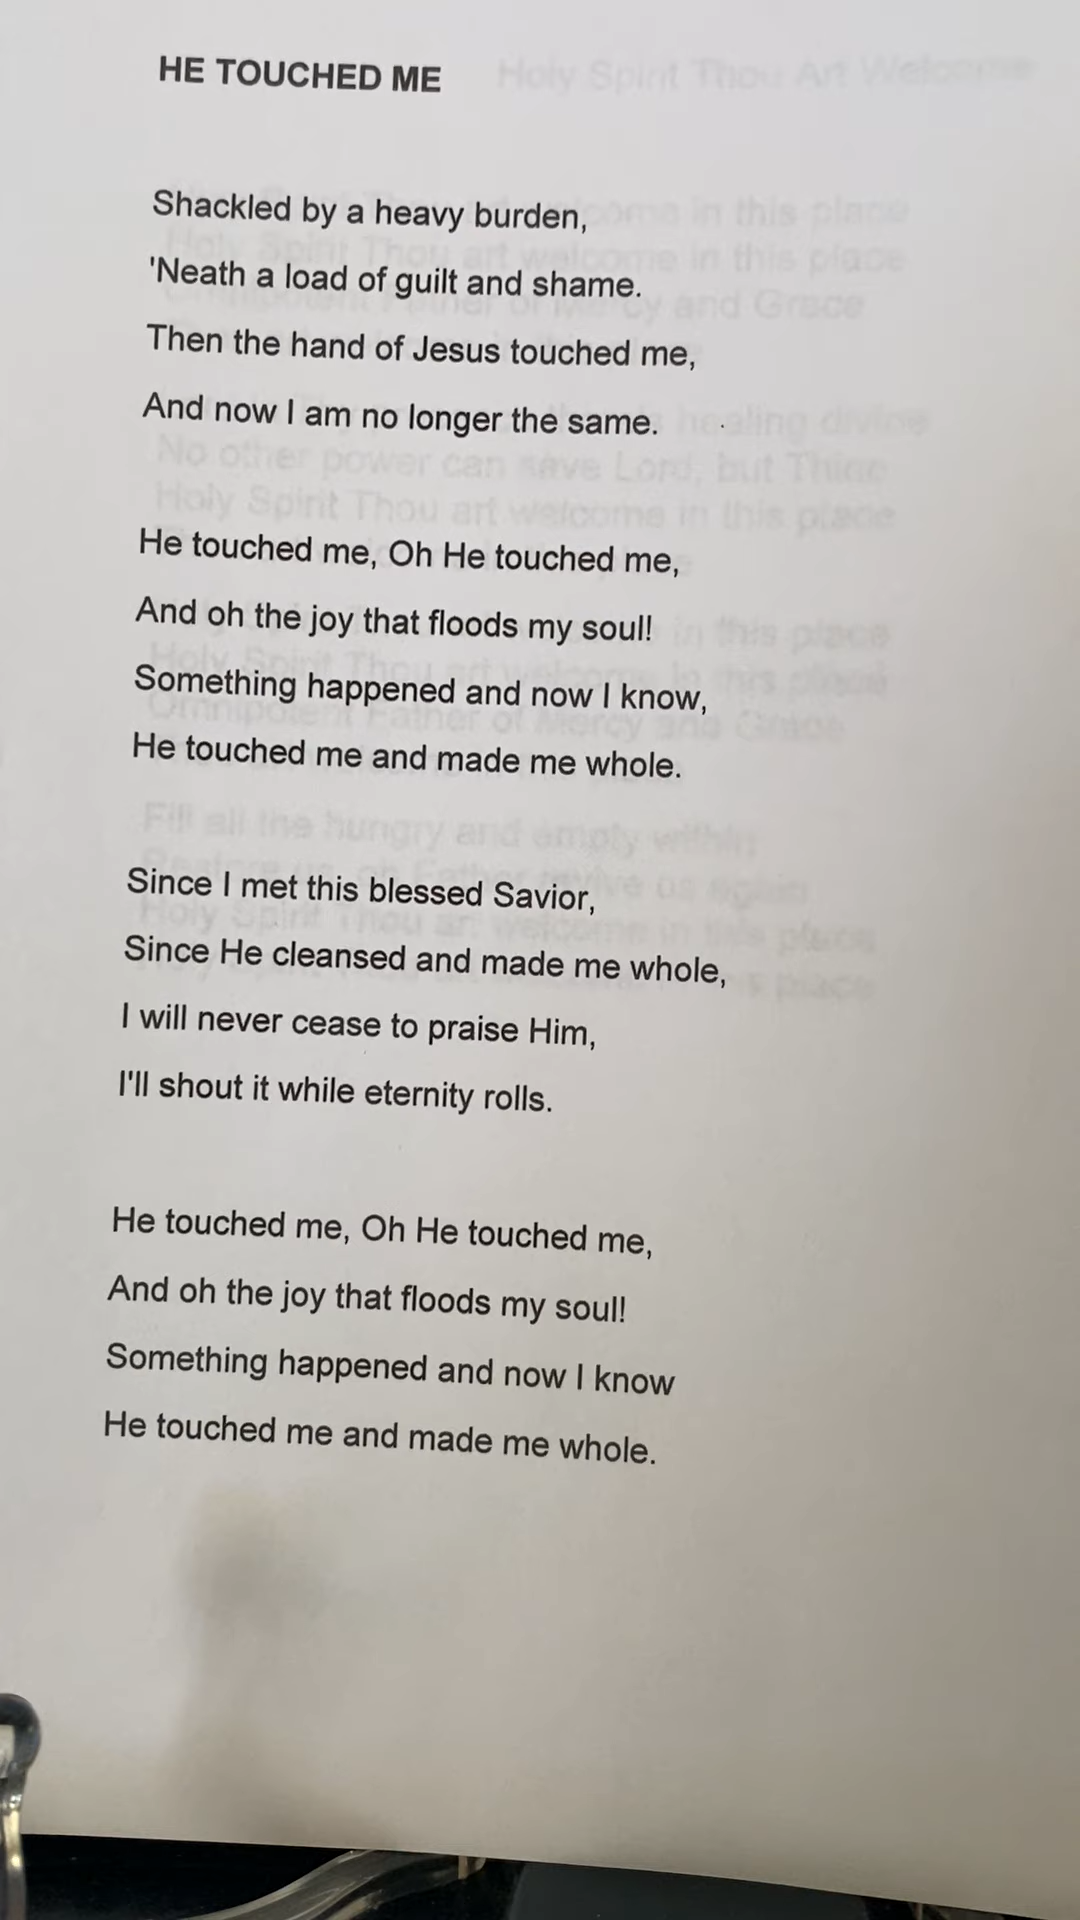 HE TOUCHED ME
Holy Spirit Thou Art Welcome
Shackled by a heavy burden,
'Neath a load of guilt and shame.
Then the hand of Jesus touched me,
And now I am no longer the same.
He touched me, Oh He touched me,
And oh the joy that floods my soul!
Something happened and now I know,
He touched me and made me whole.
Since I met this blessed Savior,
Since He cleansed and made me whole,
I will never cease to praise Him,
I'll shout it while eternity rolls.
He touched me, Oh He touched me,
And oh the joy that floods my soul!
Something happened and now I know
He touched me and made me whole.